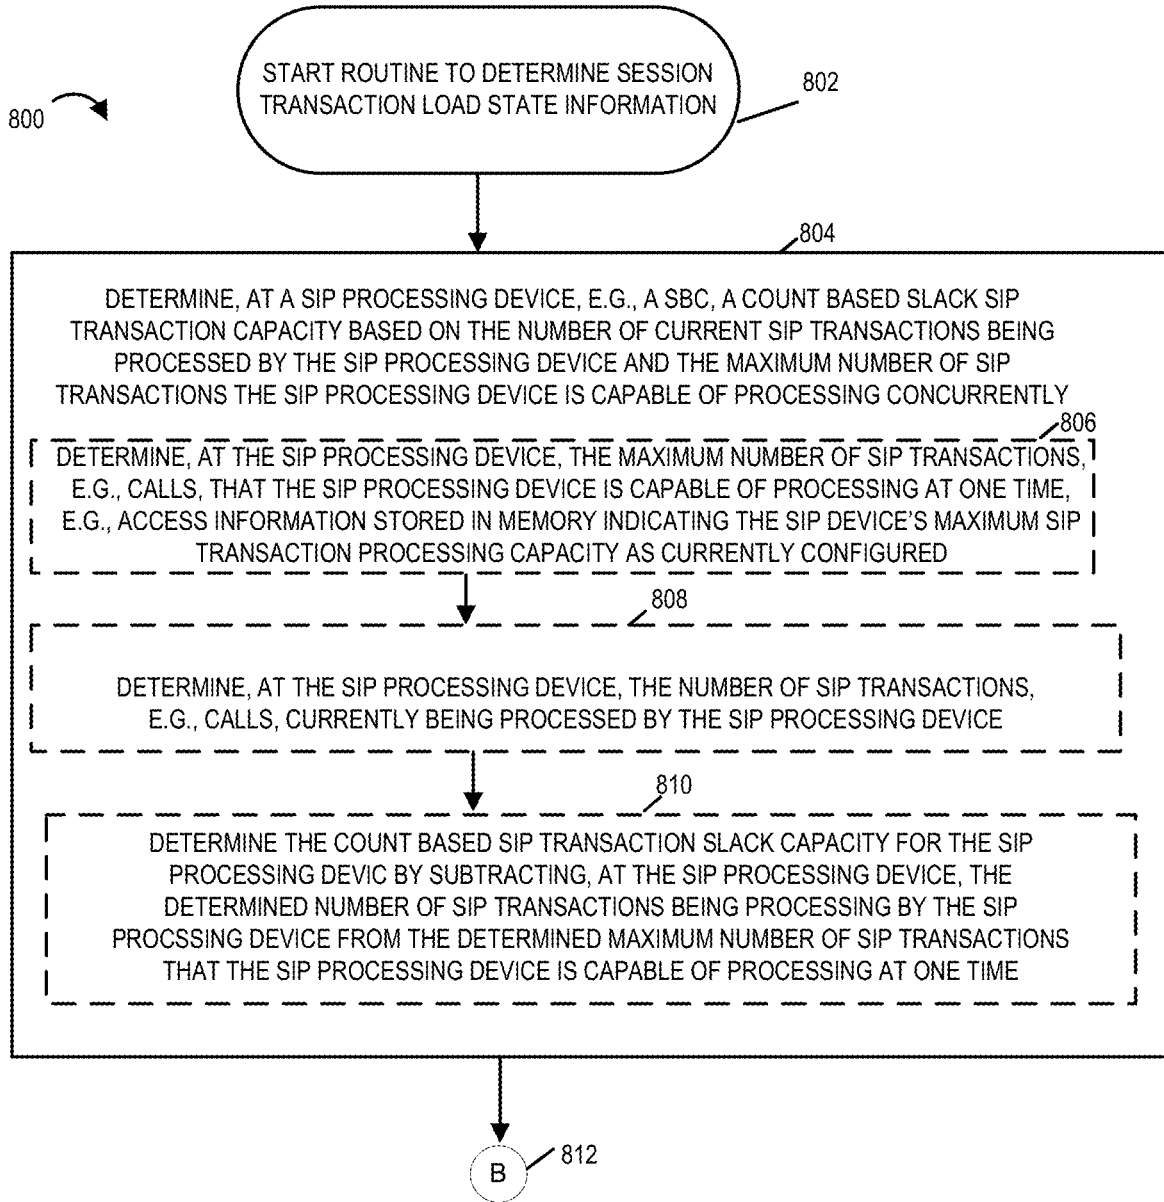 START ROUTINE TO DETERMINE SESSION
TRANSACTION LOAD STATE INFORMATION
802
800
804
DETERMINE, AT A SIP PROCESSING DEVICE, E.G., A SBC, A COUNT BASED SLACK SIP
TRANSACTION CAPACITY BASED ON THE NUMBER OF CURRENT SIP TRANSACTIONS BEING
PROCESSED BY THE SIP PROCESSING DEVICE AND THE MAXIMUM NUMBER OF SIP
TRANSACTIONS THE SIP PROCESSING DEVICE IS CAPABLE OF PROCESSING CONCURRENTLY
806
DETERMINE, AT THE SIP PROCESSING DEVICE, THE MAXIMUM NUMBER OF SIP TRANSACTIONS,
E.G., CALLS, THAT THE SIP PROCESSING DEVICE IS CAPABLE OF PROCESSING AT ONE TIME,
E.G., ACCESS INFORMATION STORED IN MEMORY INDICATING THE SIP DEVICE'S MAXIMUM SIP
TRANSACTION PROCESSING CAPACITY AS CURRENTLY CONFIGURED
808
DETERMINE, AT THE SIP PROCESSING DEVICE, THE NUMBER OF SIP TRANSACTIONS,
E.G., CALLS, CURRENTLY BEING PROCESSED BY THE SIP PROCESSING DEVICE
810
DETERMINE THE COUNT BASED SIP TRANSACTION SLACK CAPACITY FOR THE SIP
PROCESSING DEVIC BY SUBTRACTING, AT THE SIP PROCESSING DEVICE, THE
DETERMINED NUMBER OF SIP TRANSACTIONS BEING PROCESSING BY THE SIP
PROCSSING DEVICE FROM THE DETERMINED MAXIMUM NUMBER OF SIP TRANSACTIONS
THAT THE SIP PROCESSING DEVICE IS CAPABLE OF PROCESSING AT ONE TIME
B
812